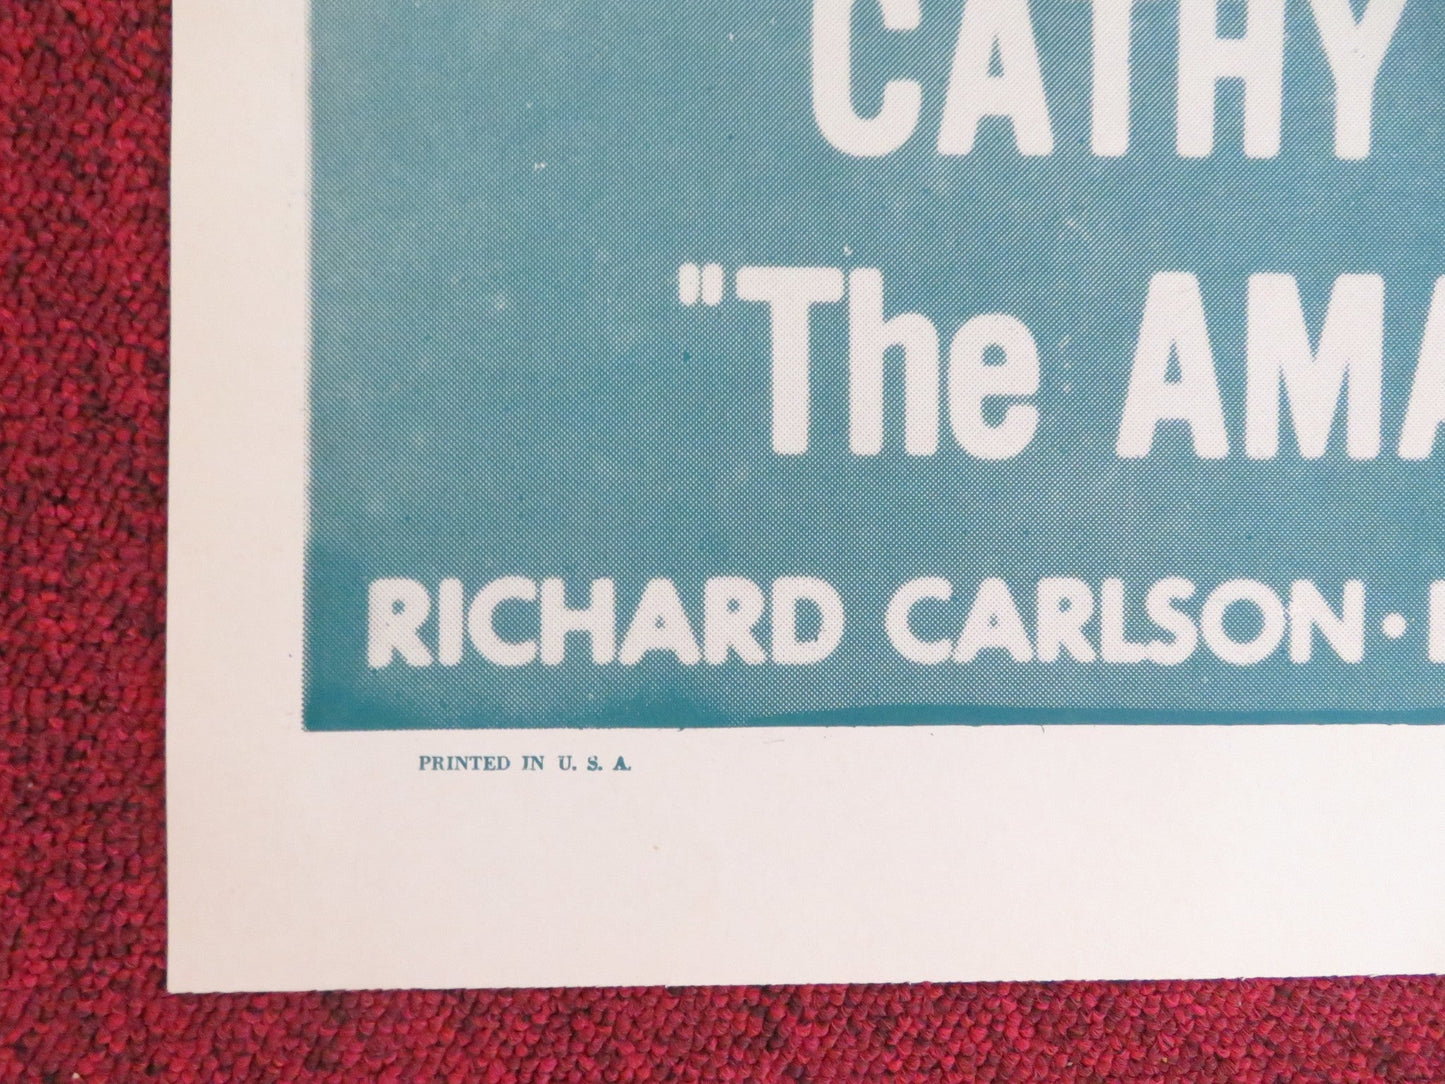 CATHY
"The AMA
RICHARD CARLSON •
PRINTED IN U. S. A.